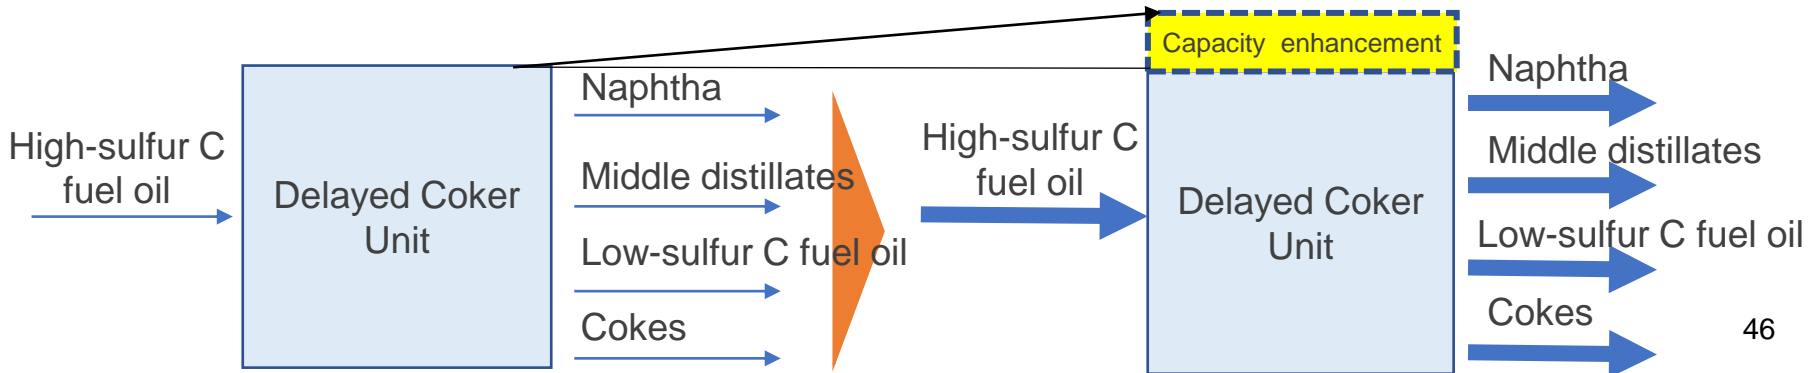 High-sulfur C
fuel oil
Delayed Coker
Unit
Naphtha
Middle distillates
Low-sulfur C fuel oil
Cokes
High-sulfur C
fuel oil
Capacity enhancement
Delayed Coker
Unit
Naphtha
Middle distillates
Low-sulfur C fuel oil
Cokes
46